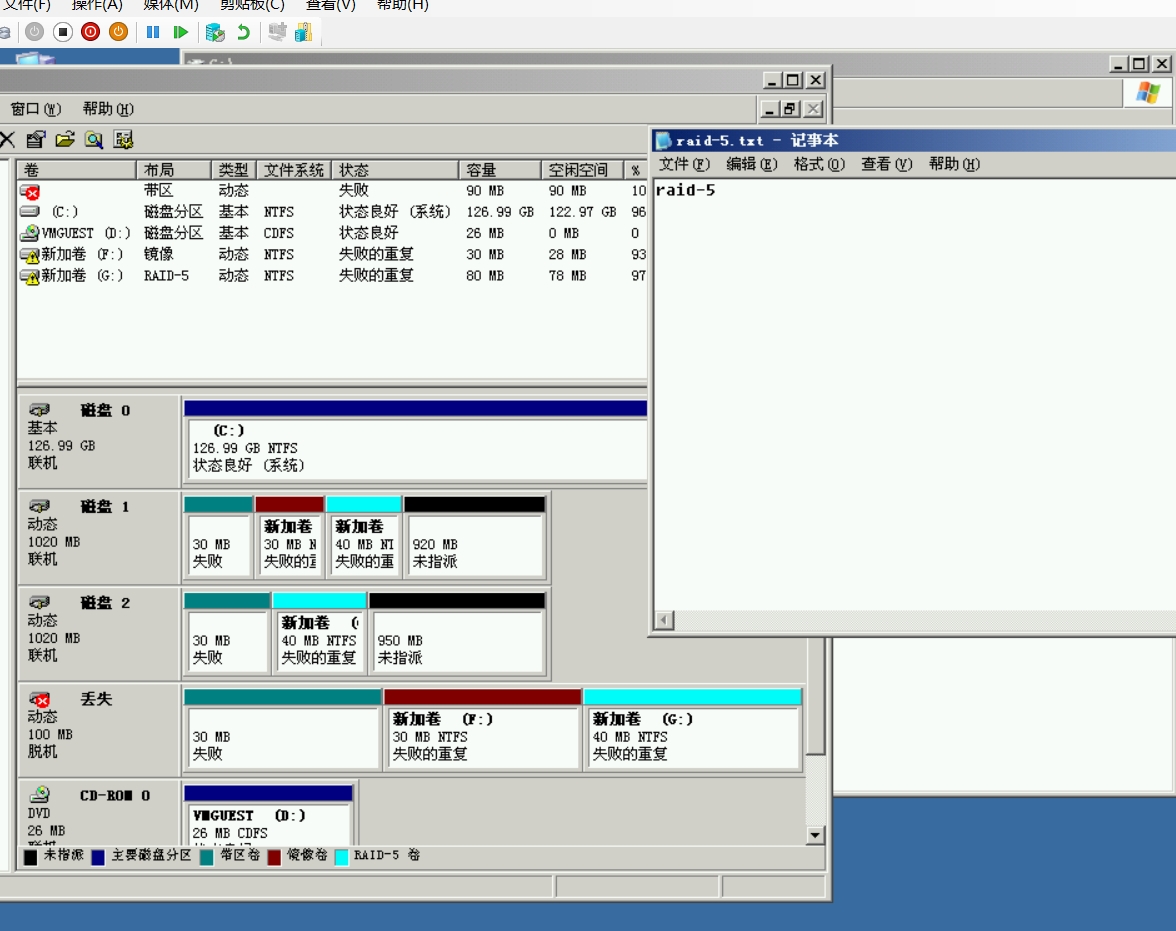 文件(F) 操作(A) 媒体(M) 剪贴板(C) 查看(V) 帮助(H)
窗口(W) 帮助(H)
卷 布局 类型 文件系统 状态 容量 空闲空间 %
带区 动态 失败 90 MB 90 MB 10
(C:) 磁盘分区 基本 NTFS 状态良好 (系统) 126.99 GB 122.97 GB 96
VMGUEST (D:) 磁盘分区 基本 CDFS 状态良好 26 MB 0 MB 0
新加卷 (F:) 镜像 动态 NTFS 失败的重复 30 MB 28 MB 93
新加卷 (G:) RAID-5 动态 NTFS 失败的重复 80 MB 78 MB 97
磁盘 0
基本
126.99 GB
联机
(C:)
126.99 GB NTFS
状态良好 (系统)
磁盘 1
动态
1020 MB
联机
30 MB
失败
新加卷
30 MB N
失败的重
新加卷
40 MB NT
失败的重
920 MB
未指派
磁盘 2
动态
1020 MB
联机
30 MB
失败
新加卷 (
40 MB NTFS
失败的重复
950 MB
未指派
丢失
动态
100 MB
脱机
30 MB
失败
新加卷 (F:)
30 MB NTFS
失败的重复
新加卷 (G:)
40 MB NTFS
失败的重复
CD-ROM 0
DVD
26 MB
VMGUEST (D:)
26 MB CDFS
未指派 主要磁盘分区 带区卷 镜像卷 RAID-5 卷
raid-5.txt - 记事本
文件(F) 编辑(E) 格式(O) 查看(V) 帮助(H)
raid-5